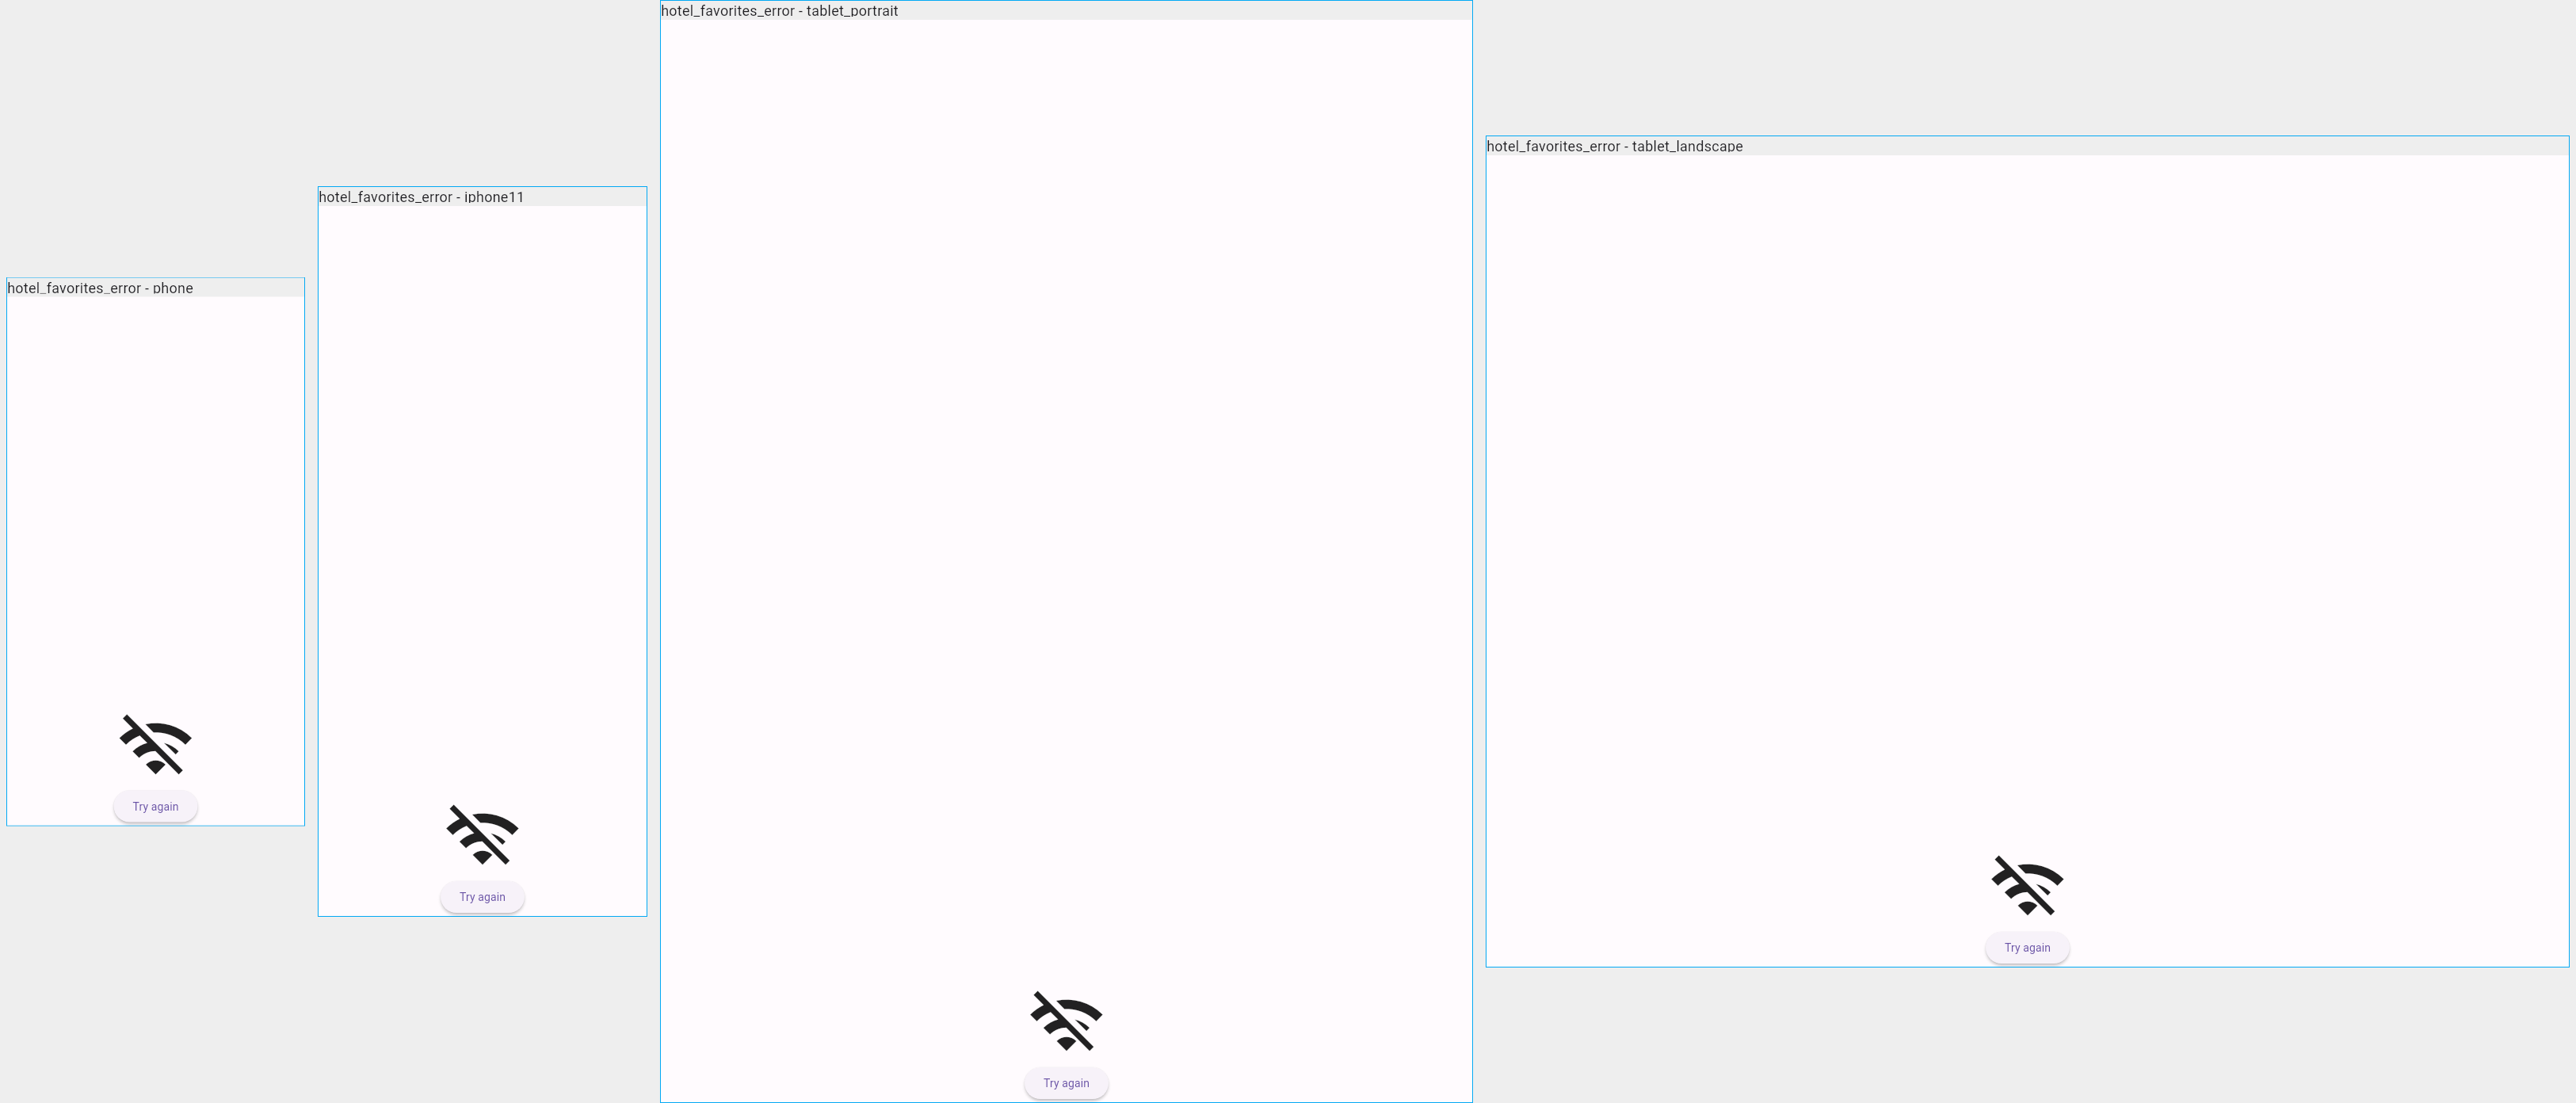 hotel_favorites_error - phone
Try again
hotel_favorites_error - iphone11
Try again
hotel_favorites_error - tablet_portrait
Try again
hotel_favorites_error - tablet_landscape
Try again